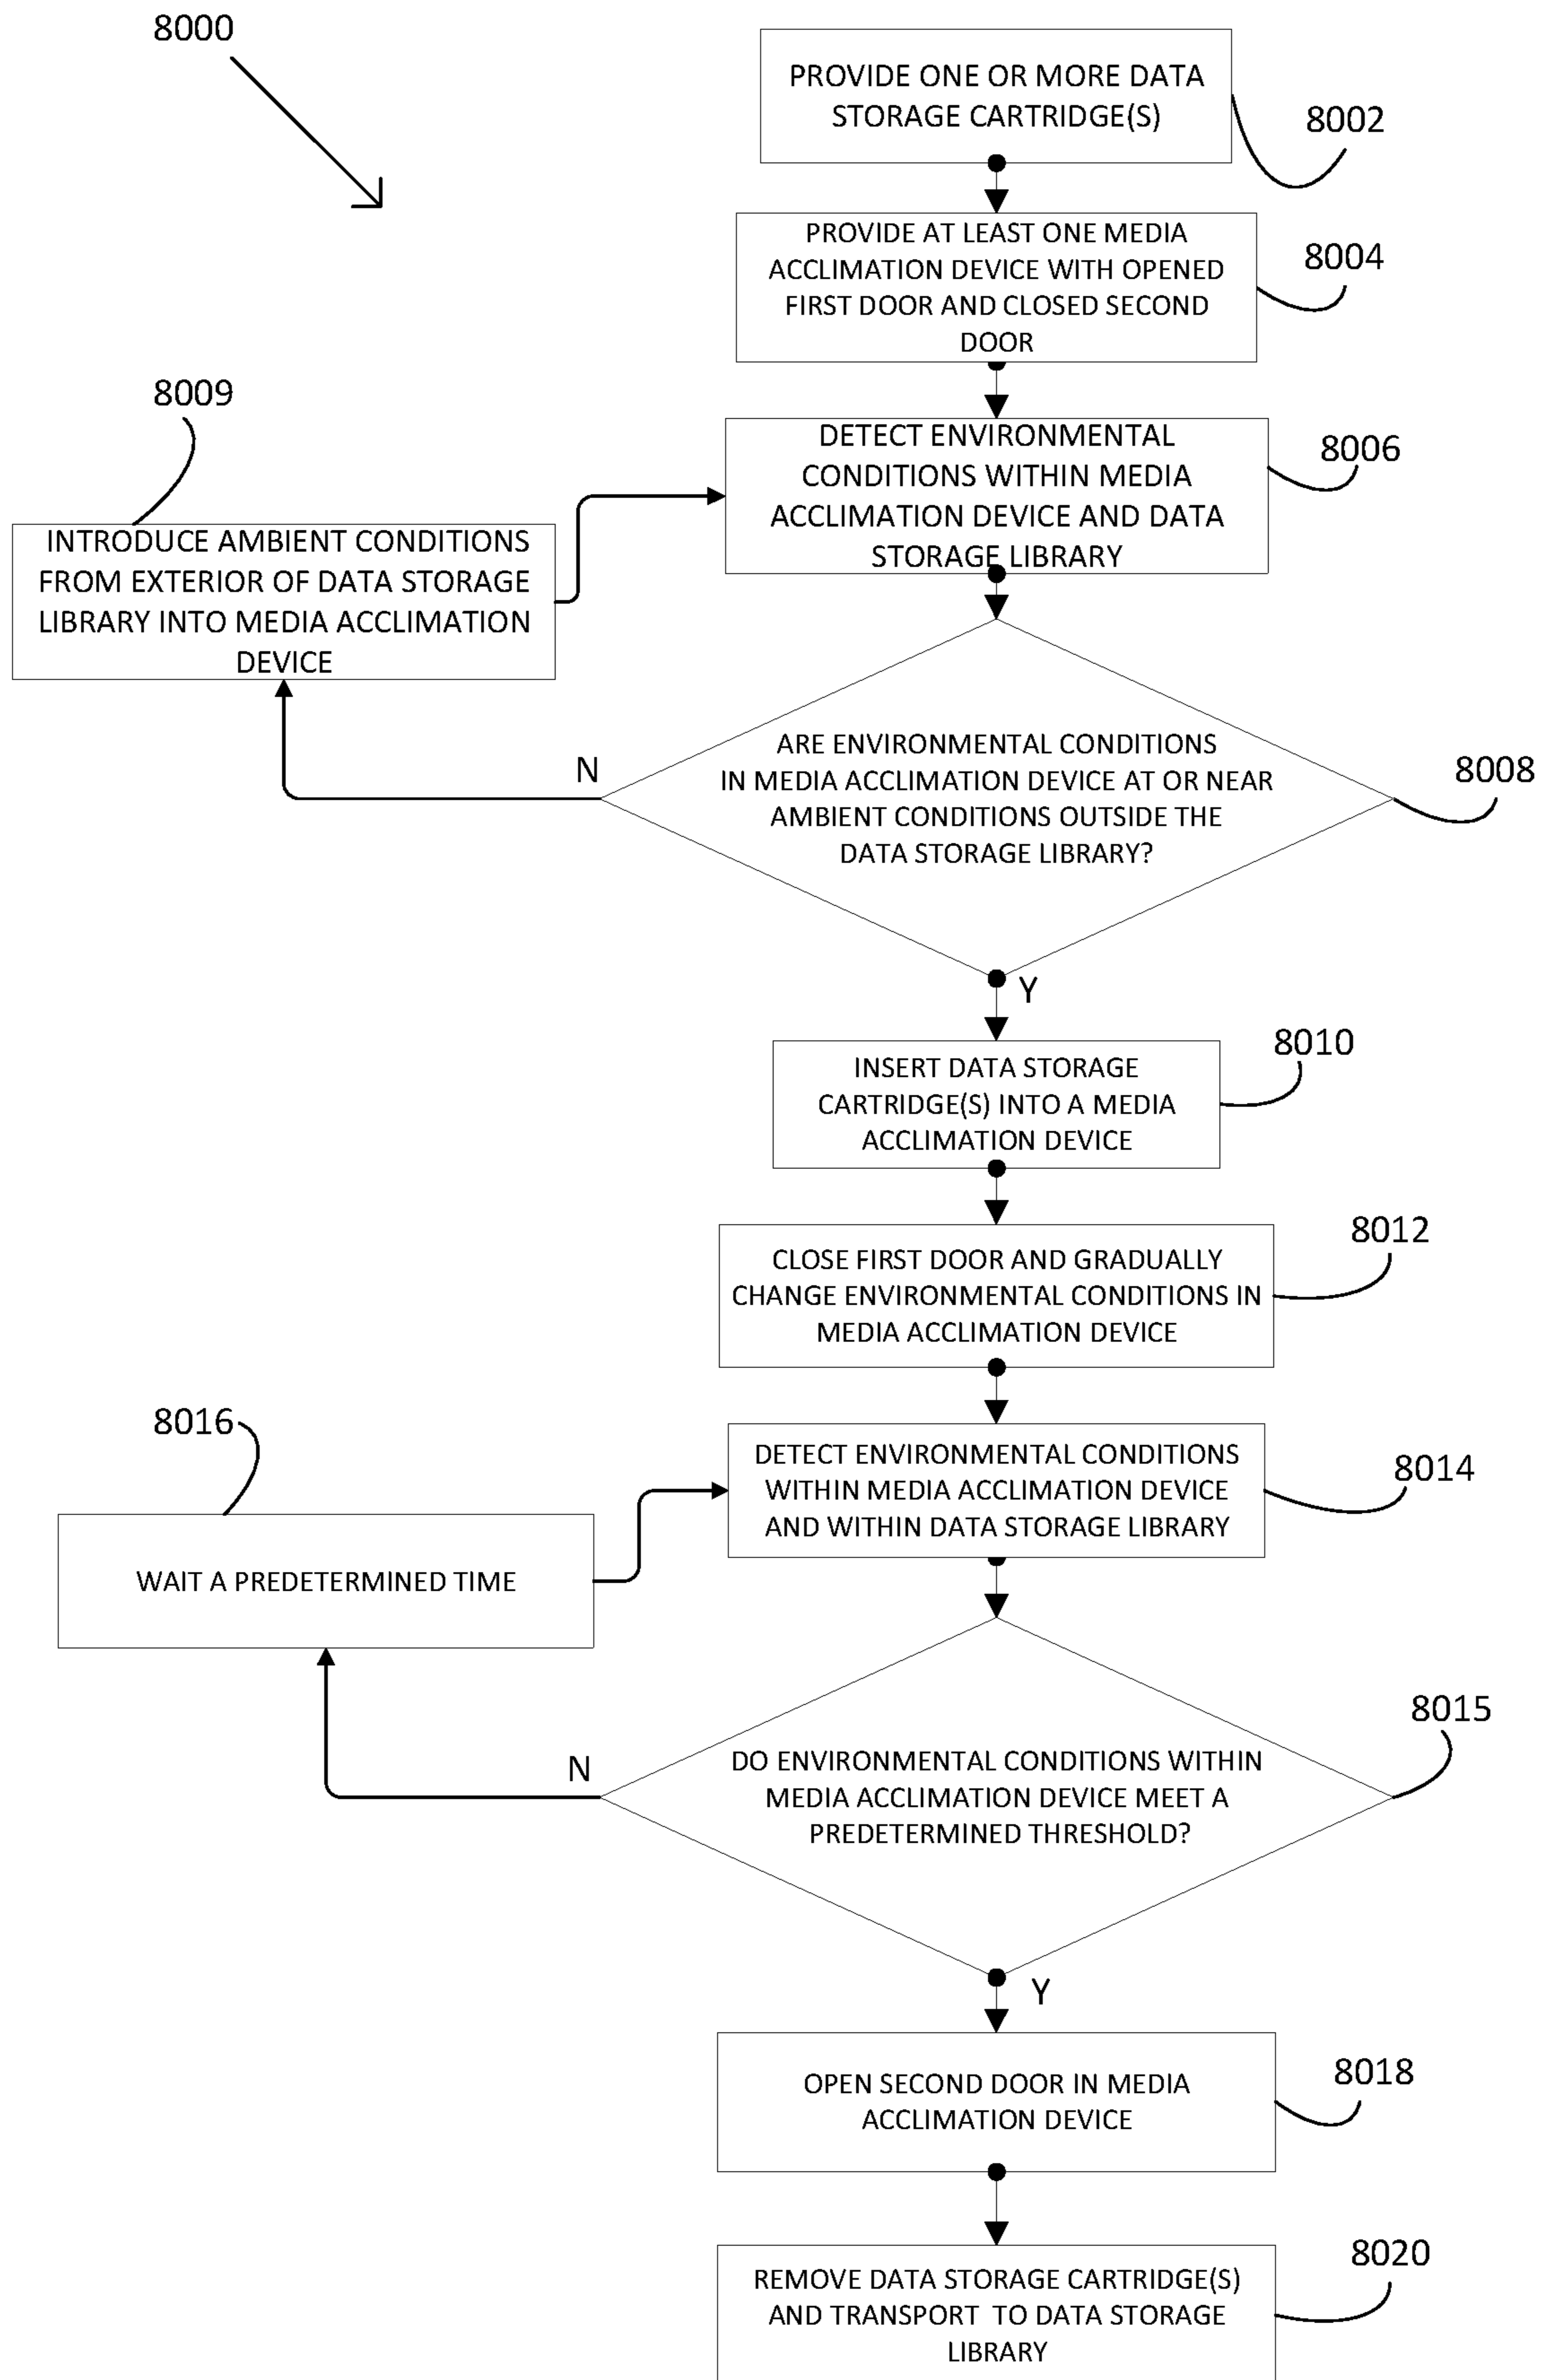 8000
PROVIDE ONE OR MORE DATA
STORAGE CARTRIDGE(S)
8002
PROVIDE AT LEAST ONE MEDIA
ACCLIMATION DEVICE WITH OPENED
FIRST DOOR AND CLOSED SECOND
DOOR
8004
8009
DETECT ENVIRONMENTAL
CONDITIONS WITHIN MEDIA
ACCLIMATION DEVICE AND DATA
STORAGE LIBRARY
8006
INTRODUCE AMBIENT CONDITIONS
FROM EXTERIOR OF DATA STORAGE
LIBRARY INTO MEDIA ACCLIMATION
DEVICE
N
ARE ENVIRONMENTAL CONDITIONS
IN MEDIA ACCLIMATION DEVICE AT OR NEAR
AMBIENT CONDITIONS OUTSIDE THE
DATA STORAGE LIBRARY?
8008
Y
INSERT DATA STORAGE
CARTRIDGE(S) INTO A MEDIA
ACCLIMATION DEVICE
8010
CLOSE FIRST DOOR AND GRADUALLY
CHANGE ENVIRONMENTAL CONDITIONS IN
MEDIA ACCLIMATION DEVICE
8012
8016
DETECT ENVIRONMENTAL CONDITIONS
WITHIN MEDIA ACCLIMATION DEVICE
AND WITHIN DATA STORAGE LIBRARY
8014
WAIT A PREDETERMINED TIME
N
DO ENVIRONMENTAL CONDITIONS WITHIN
MEDIA ACCLIMATION DEVICE MEET A
PREDETERMINED THRESHOLD?
8015
Y
OPEN SECOND DOOR IN MEDIA
ACCLIMATION DEVICE
8018
REMOVE DATA STORAGE CARTRIDGE(S)
AND TRANSPORT TO DATA STORAGE
LIBRARY
8020